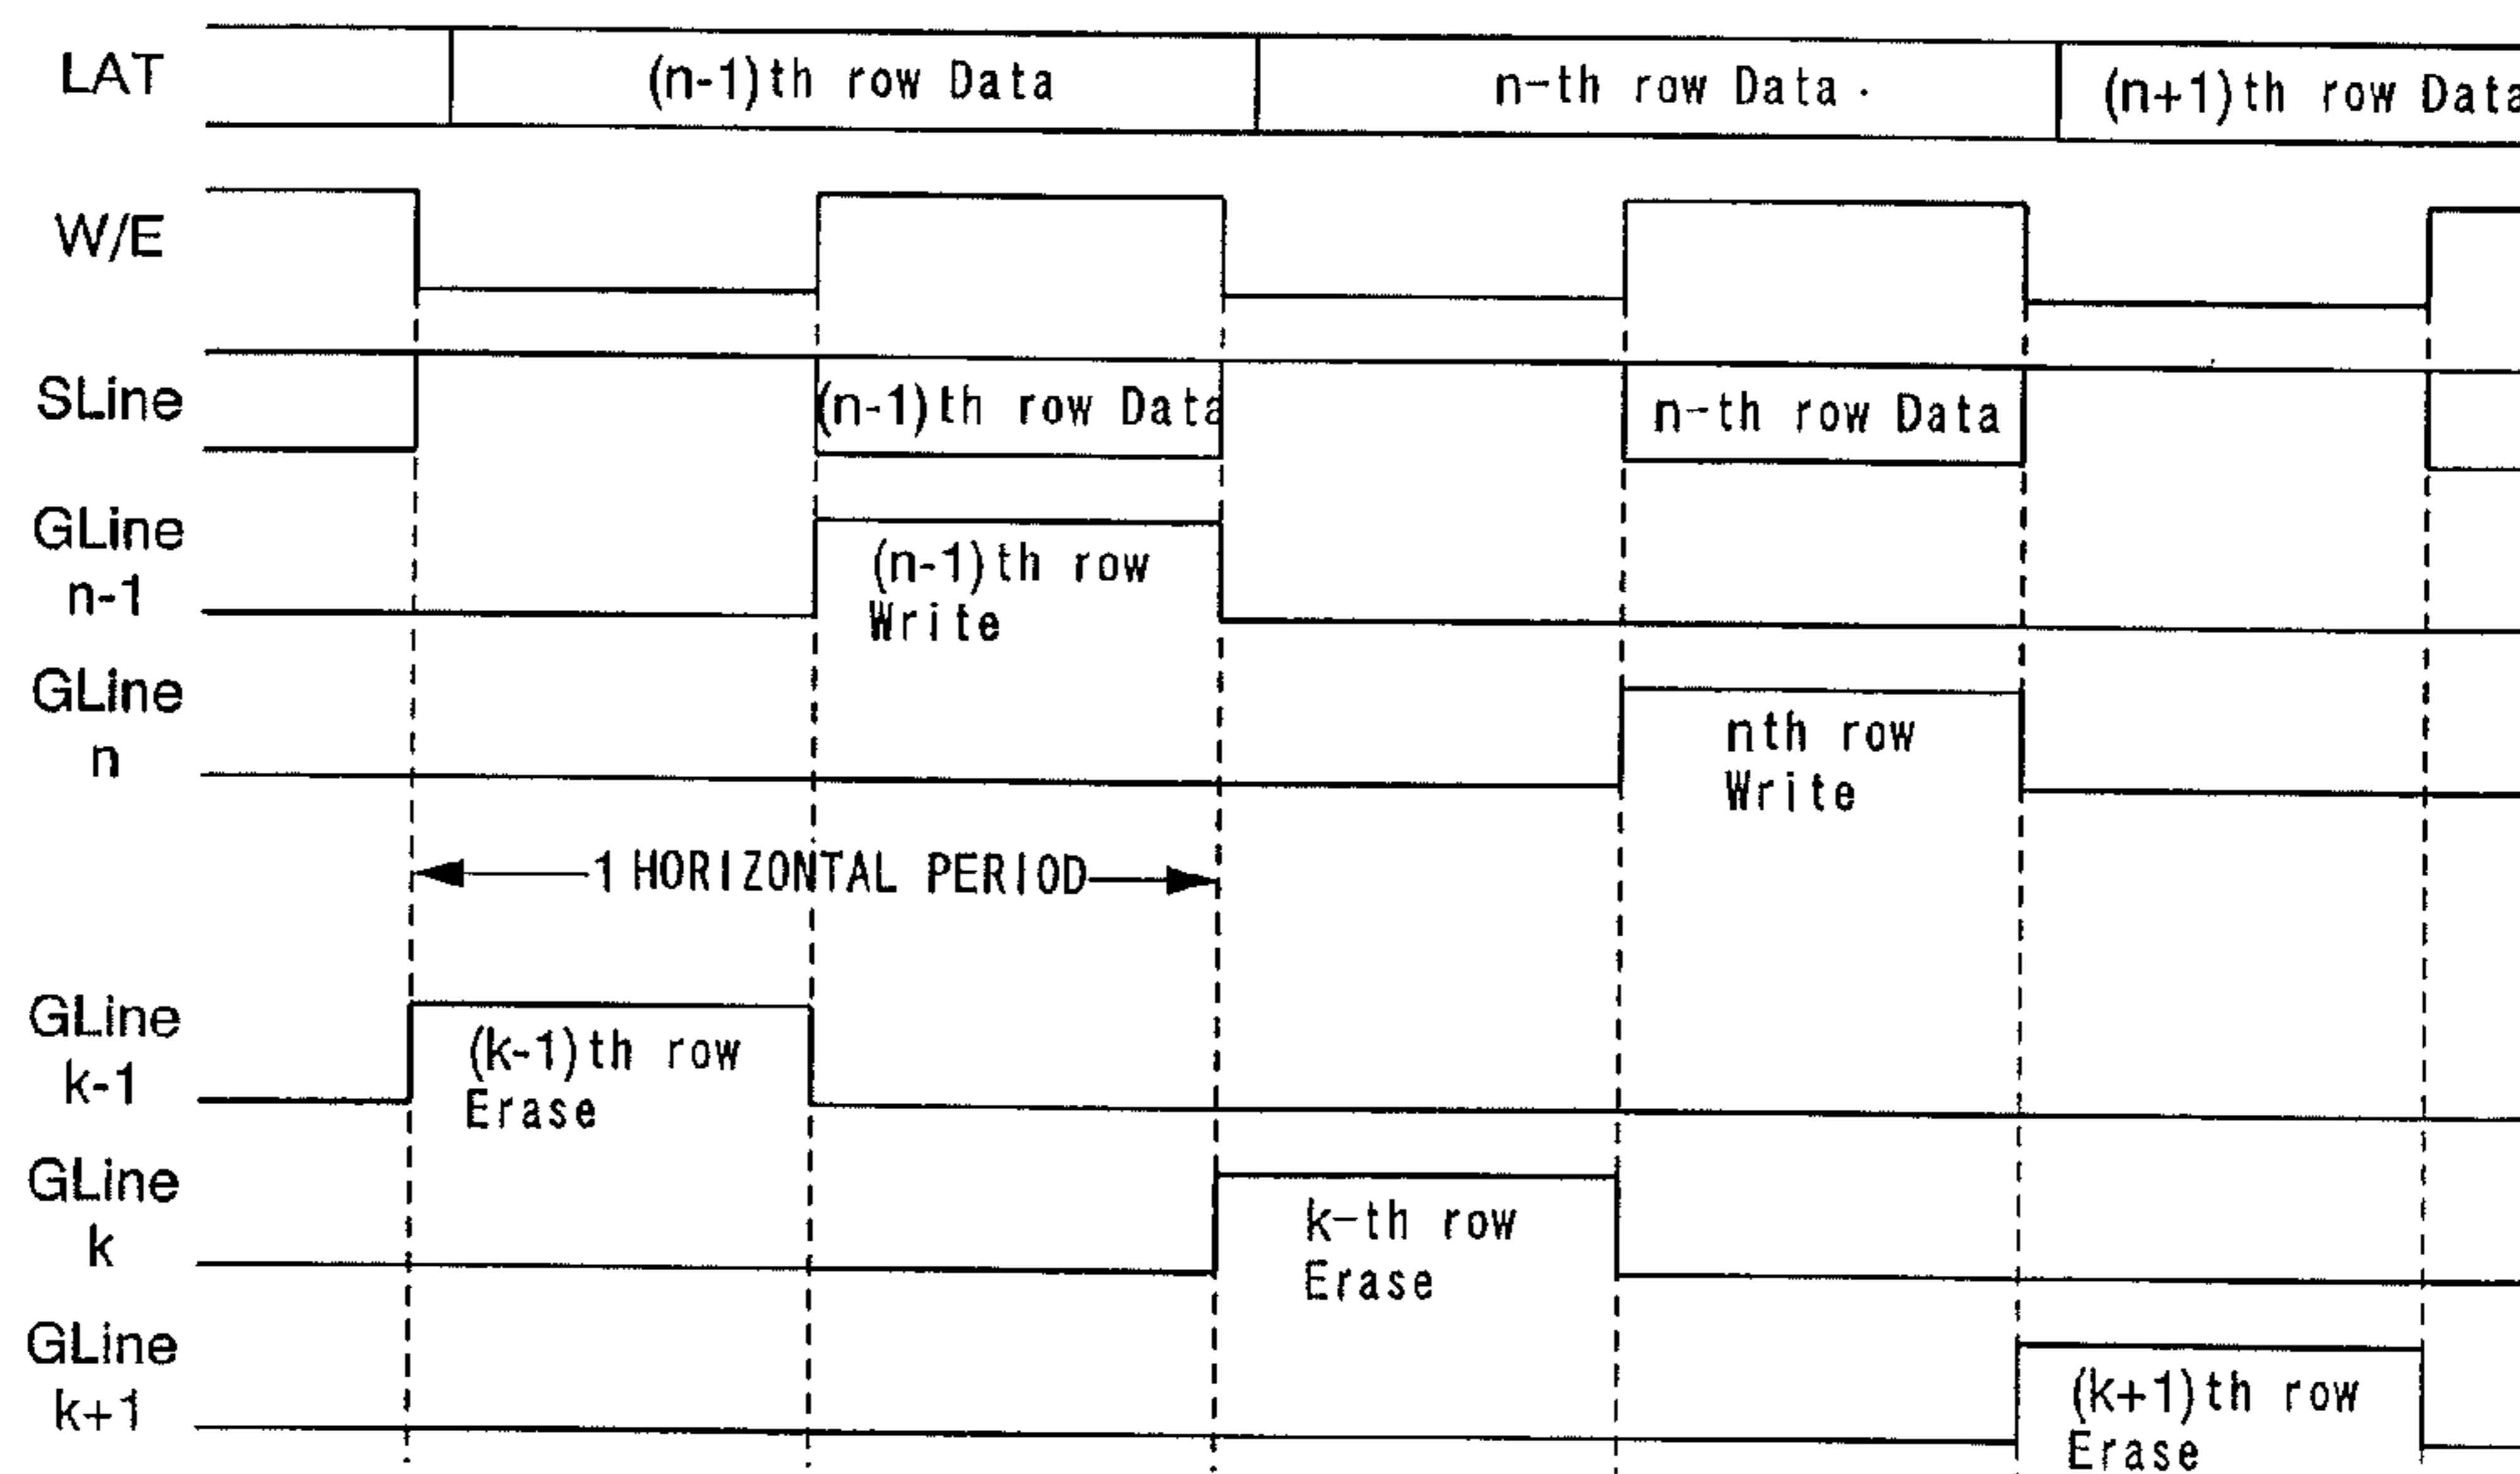 LAT
(n-1)th row Data
n-th row Data
(n+1)th row Data
W/E
SLine
(n-1)th row Data
n-th row Data
GLine
n-1
(n-1)th row
Write
GLine
n
nth row
Write
1 HORIZONTAL PERIOD
GLine
k-1
(k-1)th row
Erase
GLine
k
k-th row
Erase
GLine
k+1
(k+1)th row
Erase